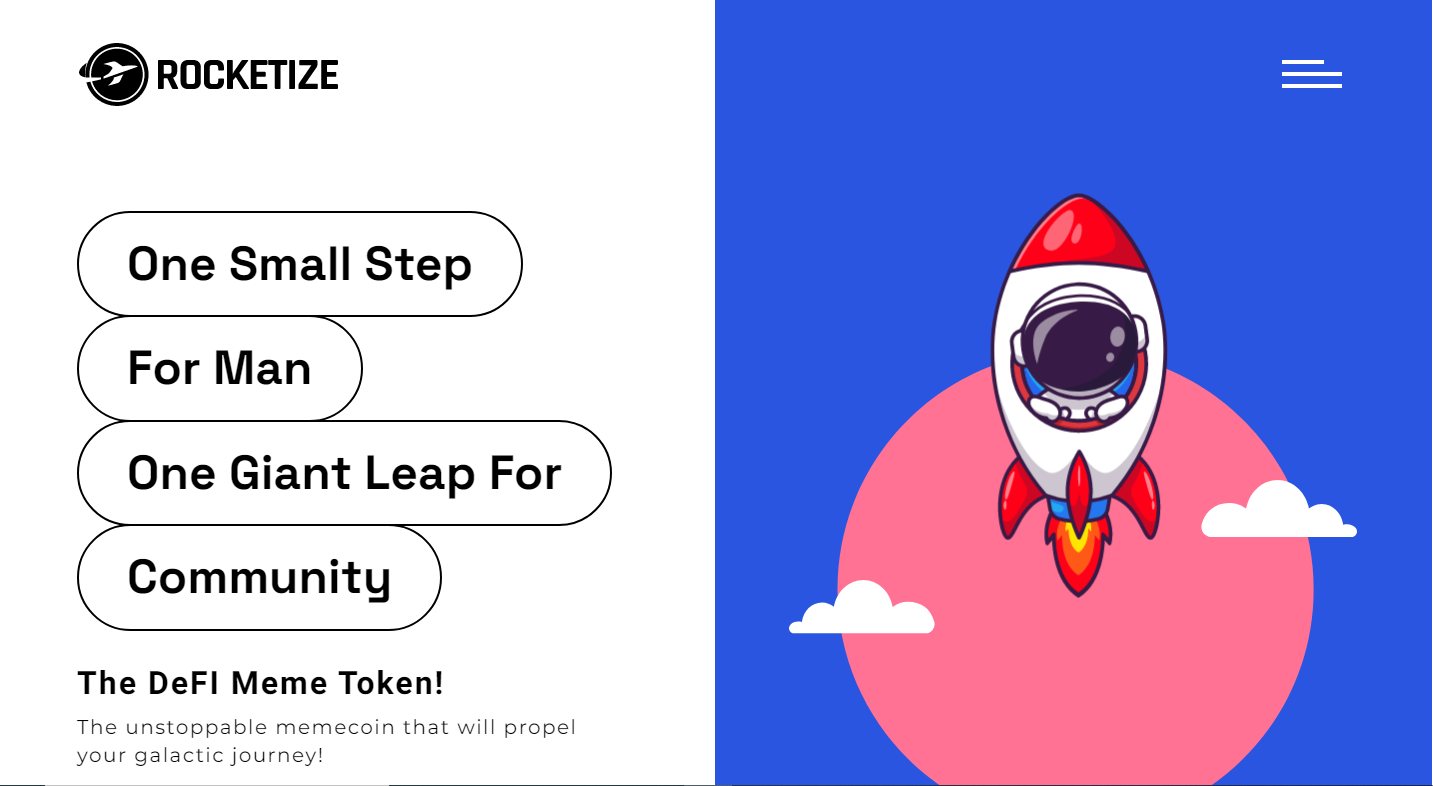 ROCKETIZE
One Small Step
For Man
One Giant Leap For
Community
The DeFI Meme Token!
The unstoppable memecoin that will propel
your galactic journey!